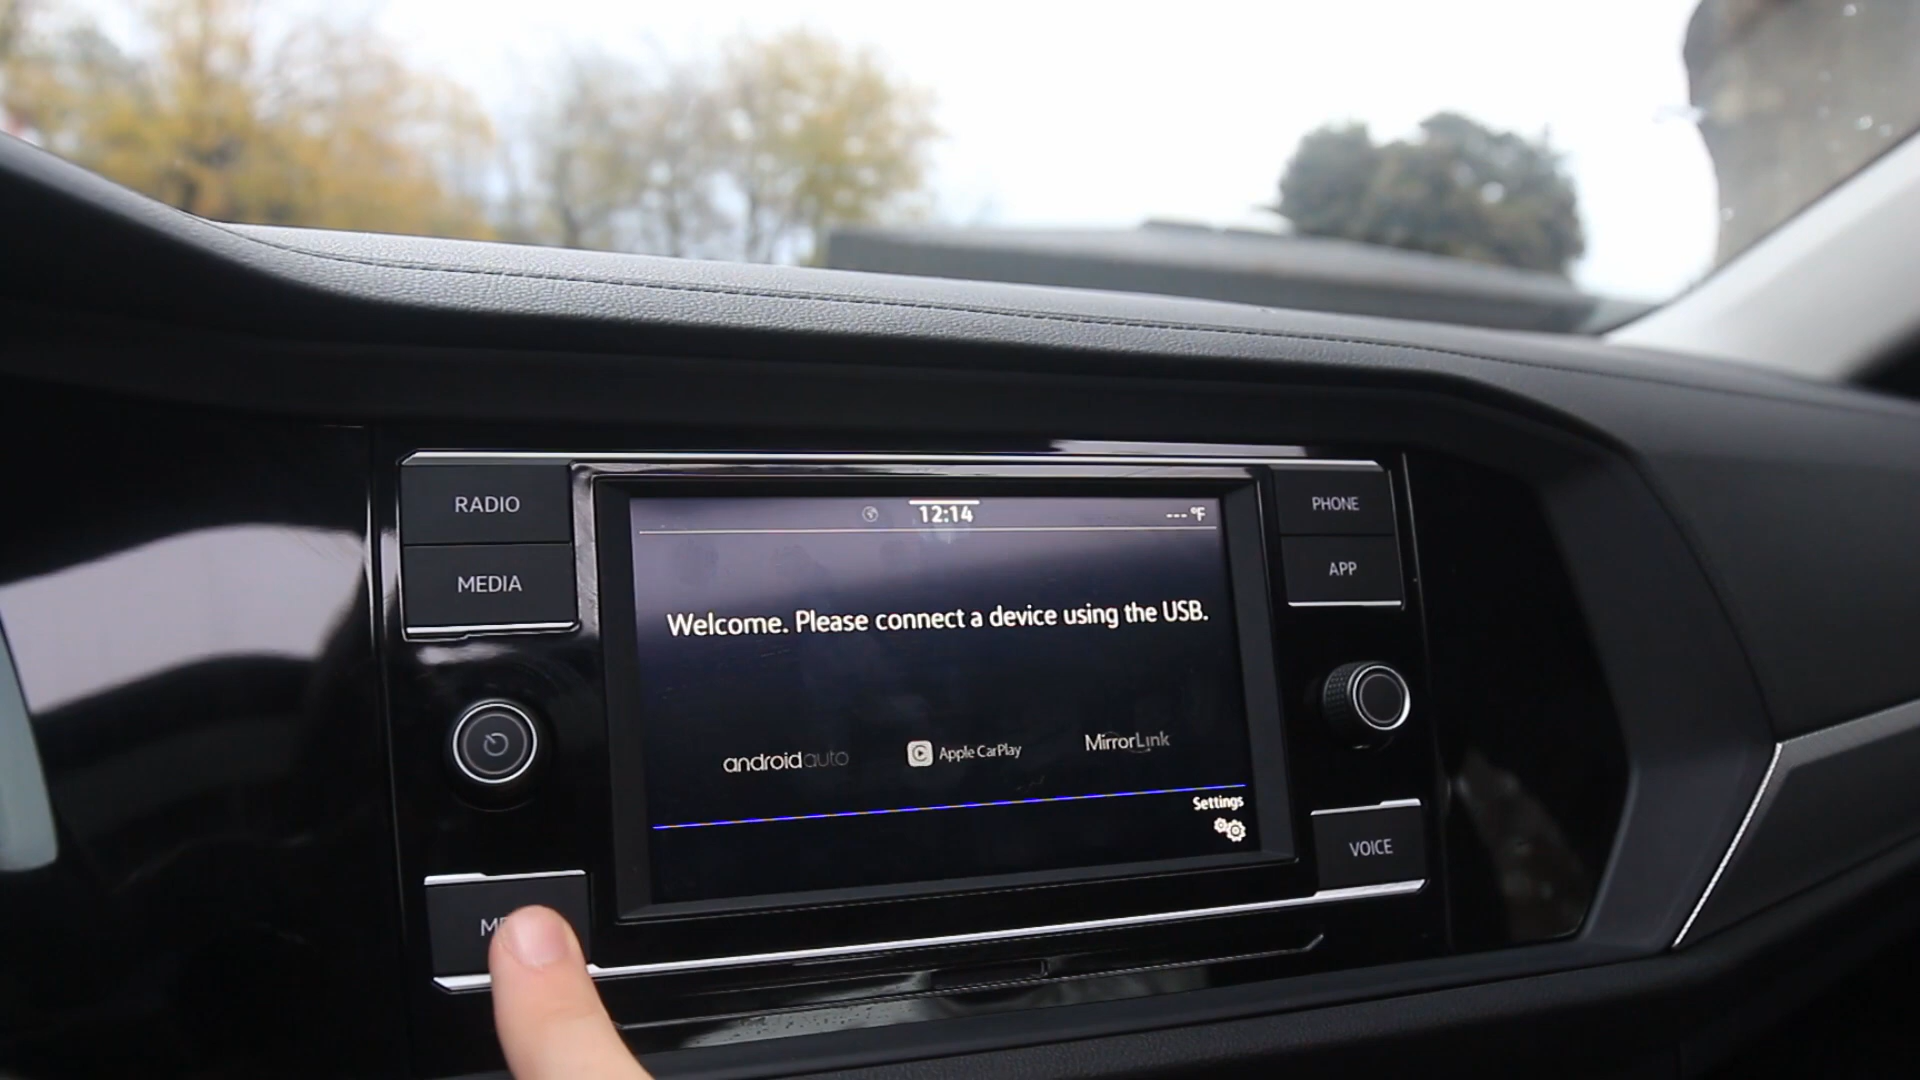 RADIO
MEDIA
12:14
--- °F
Welcome. Please connect a device using the USB.
androidauto
Apple CarPlay
MirrorLink
Settings
PHONE
APP
VOICE